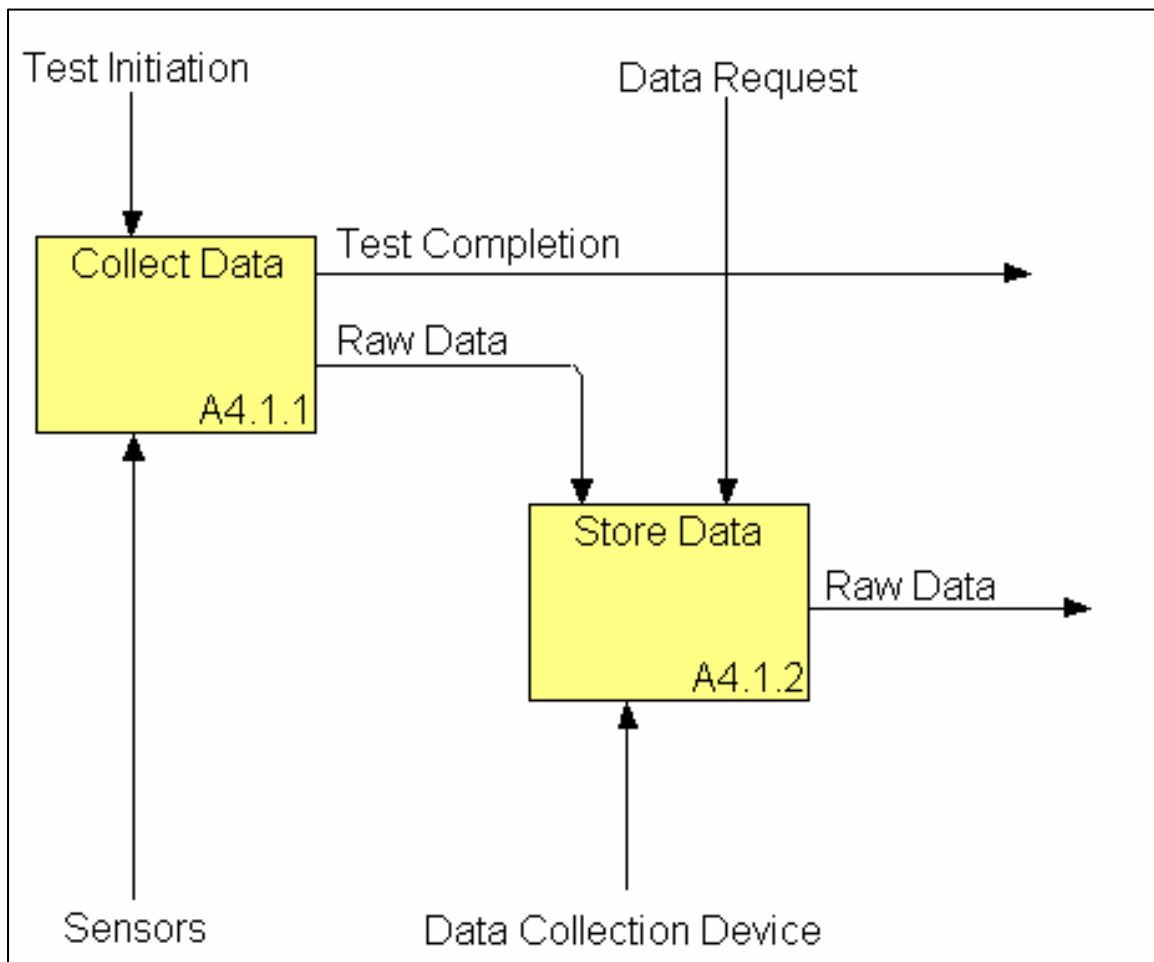 Test Initiation
Data Request
Collect Data
Test Completion
Raw Data
A4.1.1
Store Data
Raw Data
A4.1.2
Sensors
Data Collection Device